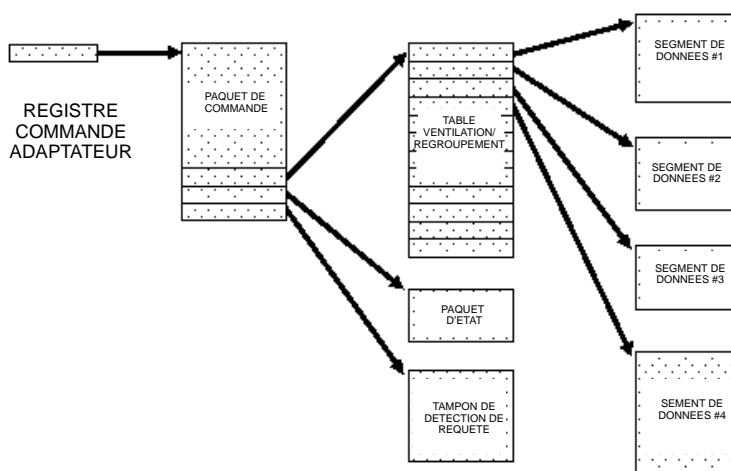 REGISTRE
COMMANDE
ADAPTATEUR
PAQUET DE
COMMANDE
TABLE
VENTILATION/
REGROUPEMENT
PAQUET
D'ETAT
TAMPON DE
DETECTION DE
REQUETE
SEGMENT DE
DONNEES #1
SEGMENT DE
DONNEES #2
SEGMENT DE
DONNEES #3
SEMENT DE
DONNEES #4